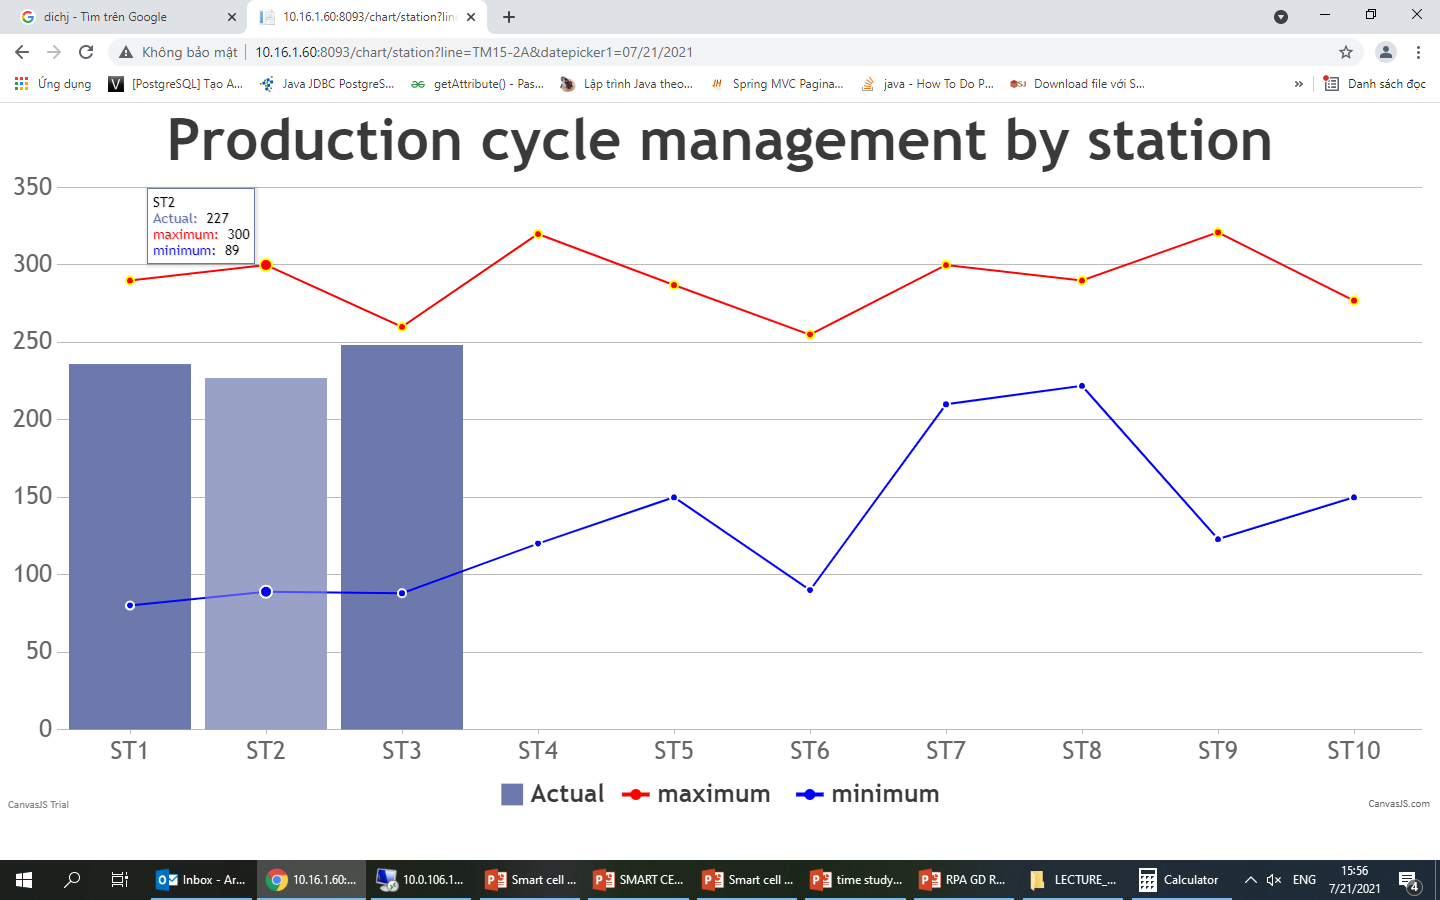 dichj - Tìm trên Google
10.16.1.60:8093/chart/station?line
Không bảo mật
10.16.1.60:8093/chart/station?line=TM15-2A&datepicker1=07/21/2021
Ứng dụng
[PostgreSQL] Tạo A...
Java JDBC PostgreS...
getAttribute() - Pas...
Lập trình Java theo...
Spring MVC Pagina...
java - How To Do P...
Download file với S...
»
Danh sách đọc
Production cycle management by station
350
300
250
200
150
100
50
0
ST2
Actual: 227
maximum: 300
minimum: 89
ST1 ST2 ST3 ST4 ST5 ST6 ST7 ST8 ST9 ST10
Actual maximum minimum
CanvasJS Trial
CanvasJS.com
Inbox - Ar...
10.16.1.60:...
10.0.106.1...
Smart cell ...
SMART CE...
Smart cell ...
time study...
RPA GD R...
LECTURE_...
Calculator
ENG
15:56
7/21/2021
4